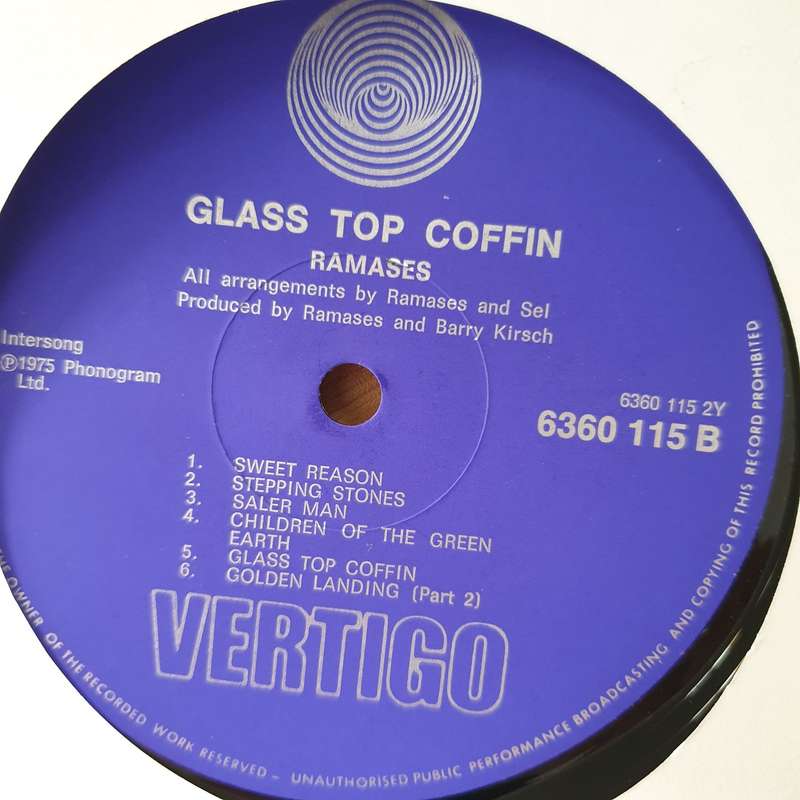 GLASS TOP COFFIN
RAMASES
All arrangements by Ramases and Sel
Produced by Ramases and Barry Kirsch
Intersong
Ⓟ1975 Phonogram
Ltd.
6360 115 2Y
6360 115 B
1. SWEET REASON
2. STEPPING STONES
3. SALER MAN
4. CHILDREN OF THE GREEN
EARTH
5. GLASS TOP COFFIN
6. GOLDEN LANDING (Part 2)
VERTIGO
THE OWNER OF THE RECORDED WORK RESERVED – UNAUTHORISED PUBLIC PERFORMANCE BROADCASTING AND COPYING OF THIS RECORD PROHIBITED